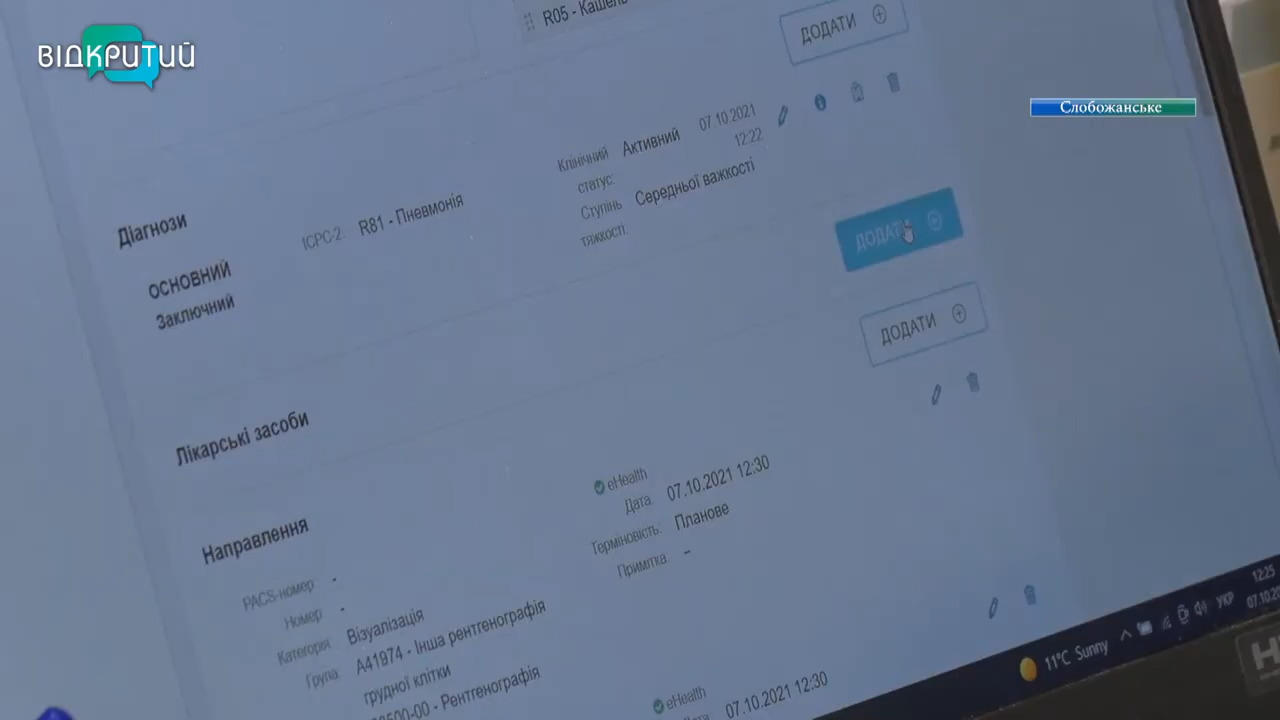 ВІДКРИТИЙ
Слобожанське
R05 - Кашель
ДОДАТИ
Діагнози
ОСНОВНИЙ
Заключний
ICPC-2: R81 - Пневмонія
Клінічний статус: Активний 07.10.2021 12:22
Ступінь тяжкості: Середньої важкості
ДОДАТИ
Лікарські засоби
ДОДАТИ
Направлення
eHealth
Дата: 07.10.2021 12:30
Терміновість: Планове
Примітка: -
PACS-номер: -
Номер: -
Категорія: Візуалізація
Група: A41974 - Інша рентгенографія
грудної клітки
500-00 - Рентгенографія
eHealth
07.10.2021 12:30
11°C Sunny
УКР
12:25
07.10.20